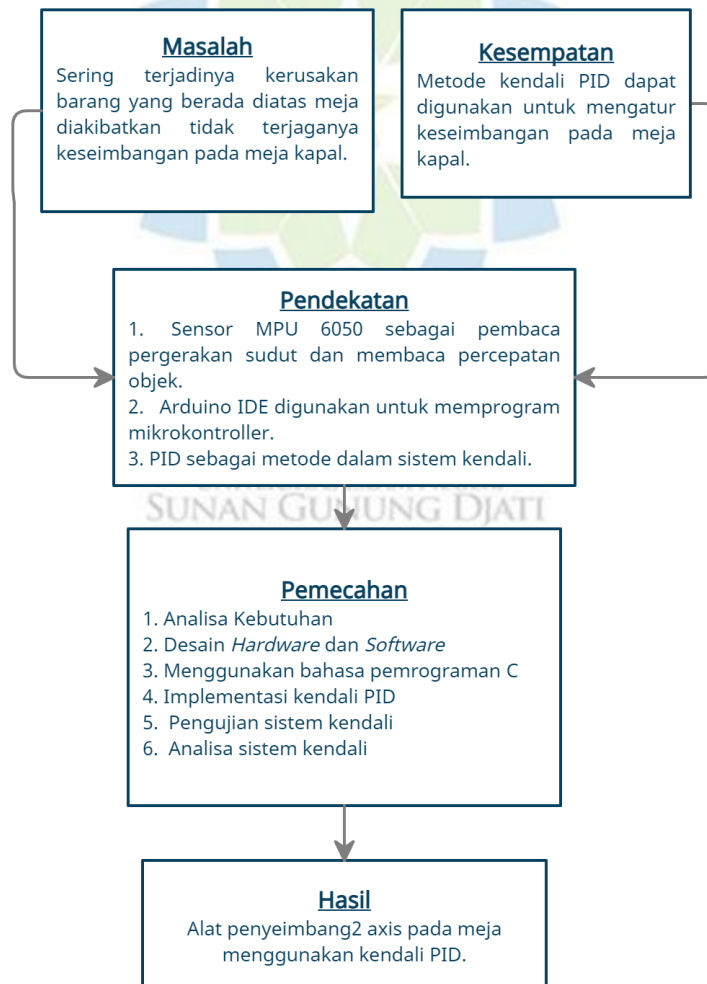 Masalah
Sering terjadinya kerusakan
barang yang berada diatas meja
diakibatkan tidak terjaganya
keseimbangan pada meja kapal.
Kesempatan
Metode kendali PID dapat
digunakan untuk mengatur
keseimbangan pada meja
kapal.
Pendekatan
1. Sensor MPU 6050 sebagai pembaca
pergerakan sudut dan membaca percepatan
objek.
2. Arduino IDE digunakan untuk memprogram
mikrokontroller.
3. PID sebagai metode dalam sistem kendali.
SUNAN GUNUNG DJATI
Pemecahan
1. Analisa Kebutuhan
2. Desain Hardware dan Software
3. Menggunakan bahasa pemrograman C
4. Implementasi kendali PID
5. Pengujian sistem kendali
6. Analisa sistem kendali
Hasil
Alat penyeimbang2 axis pada meja
menggunakan kendali PID.